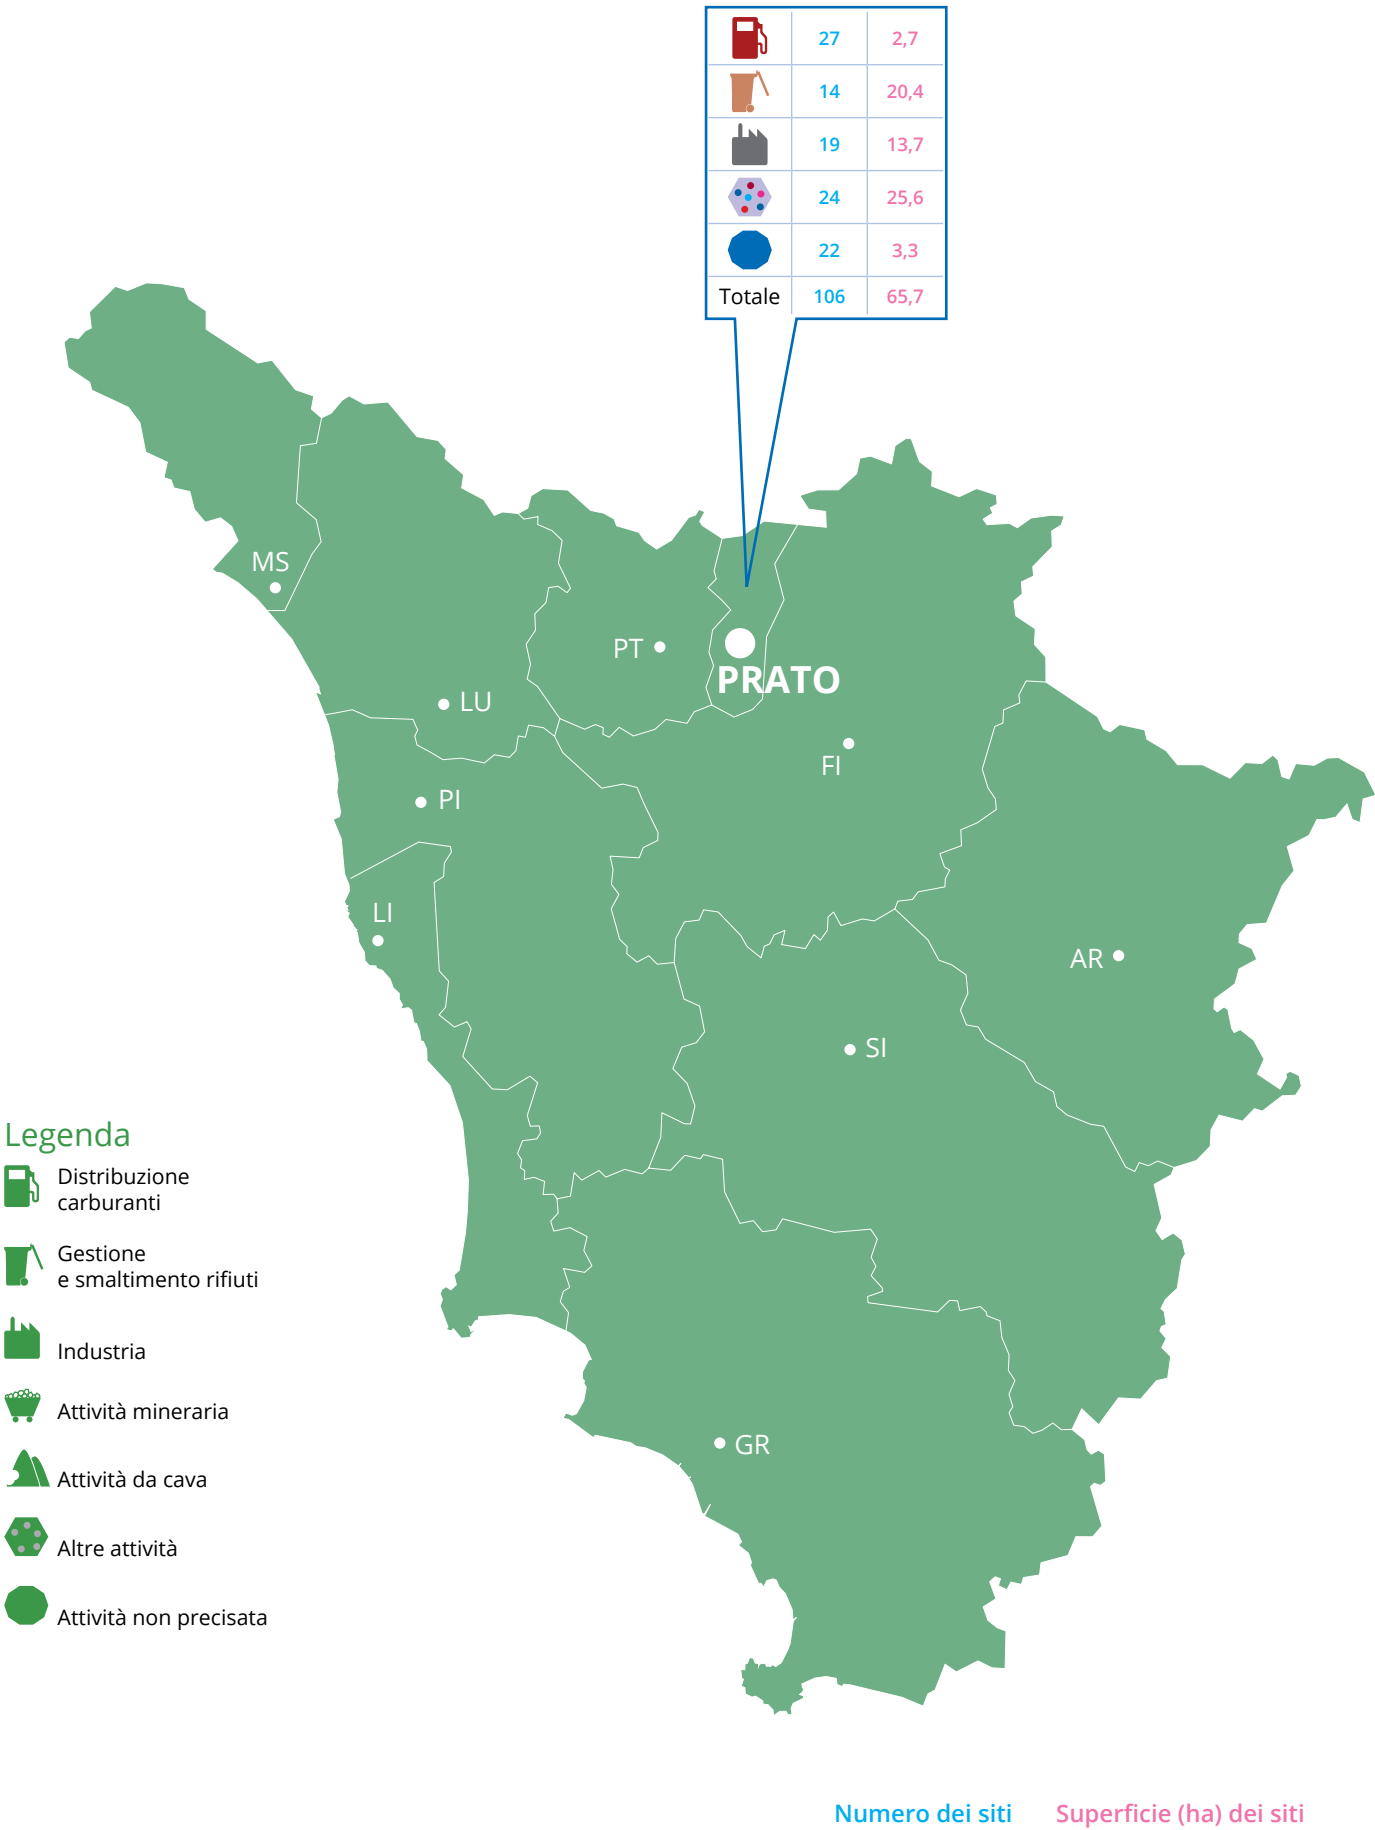 27 2,7
14 20,4
19 13,7
24 25,6
22 3,3
Totale 106 65,7
MS
PT
PRATO
LU
FI
PI
LI
AR
SI
GR
Legenda
Distribuzione
carburanti
Gestione
e smaltimento rifiuti
Industria
Attività mineraria
Attività da cava
Altre attività
Attività non precisata
Numero dei siti Superficie (ha) dei siti